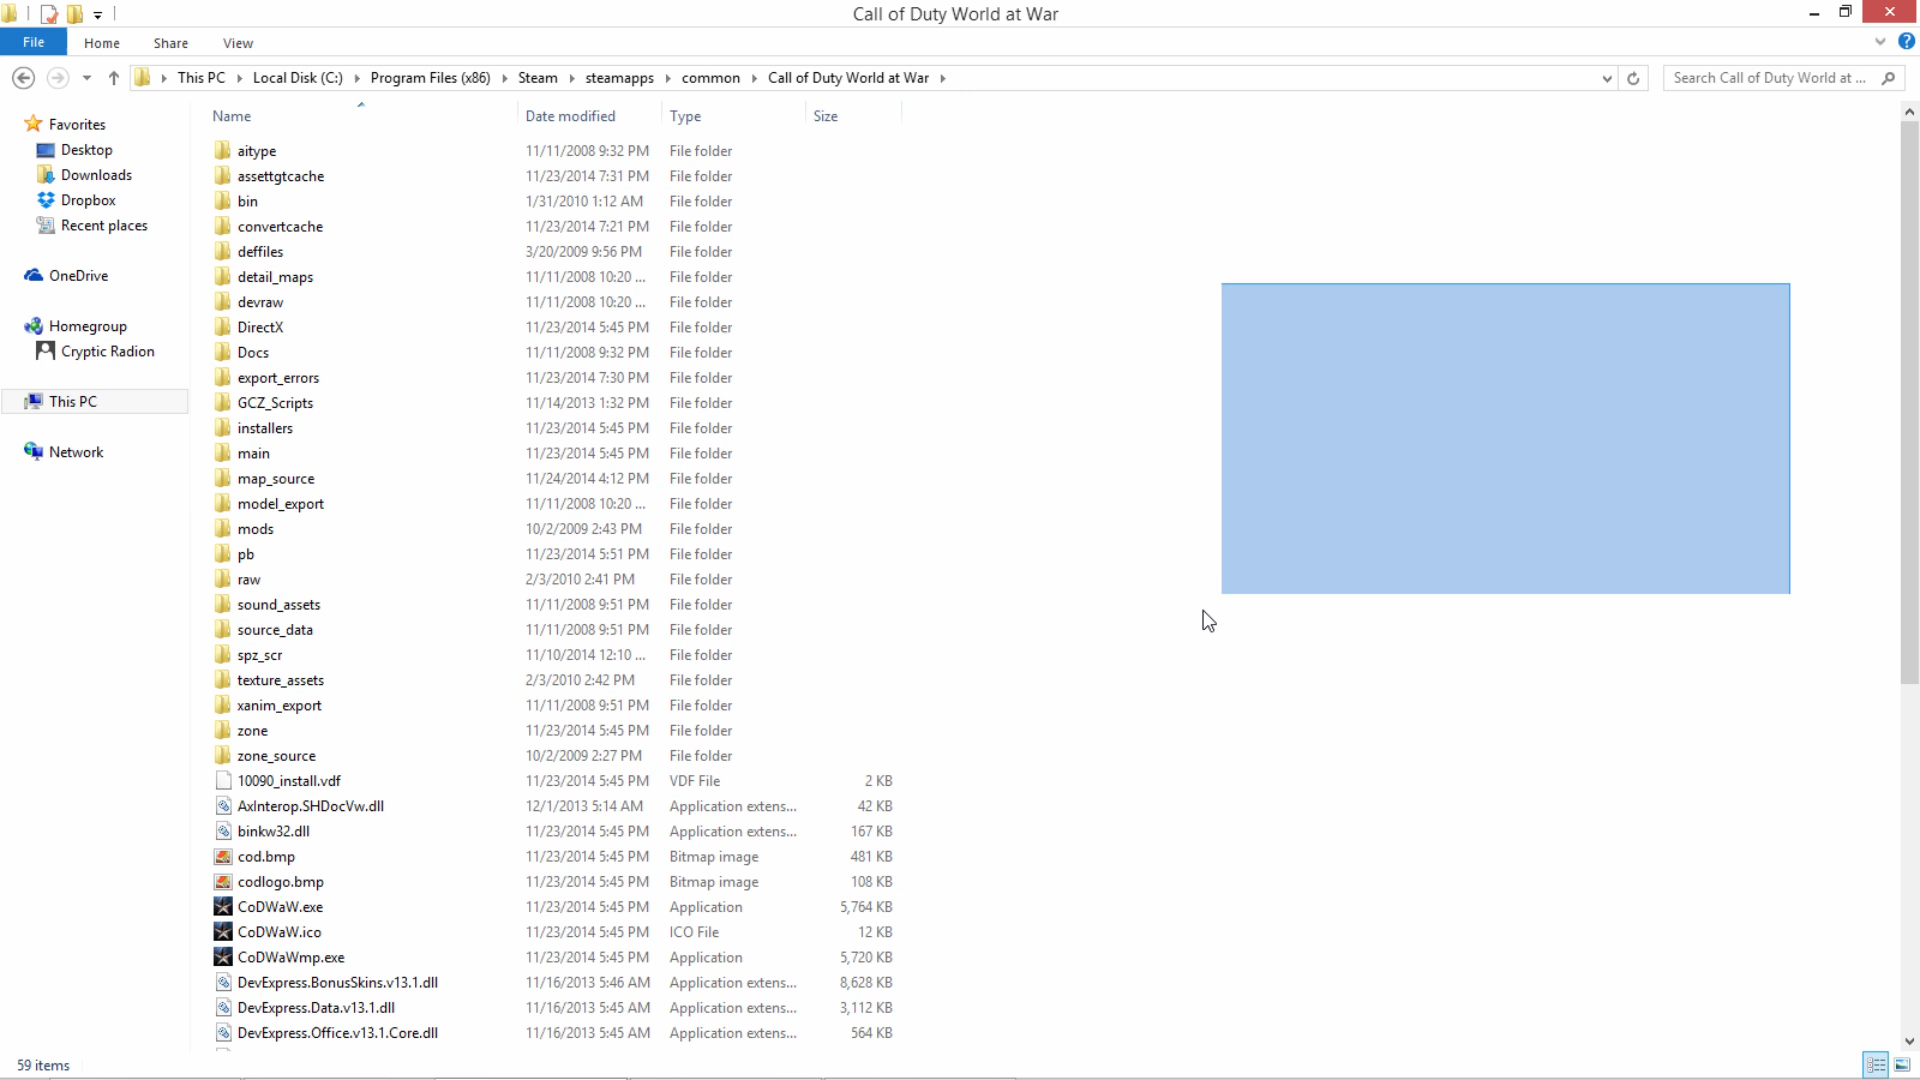 Call of Duty World at War
File Home Share View
This PC Local Disk (C:) Program Files (x86) Steam steamapps common Call of Duty World at War
Search Call of Duty World at ...
Favorites
Desktop
Downloads
Dropbox
Recent places
OneDrive
Homegroup
Cryptic Radion
This PC
Network
Name Date modified Type Size
aitype 11/11/2008 9:32 PM File folder
assettgtcache 11/23/2014 7:31 PM File folder
bin 1/31/2010 1:12 AM File folder
convertcache 11/23/2014 7:21 PM File folder
deffiles 3/20/2009 9:56 PM File folder
detail_maps 11/11/2008 10:20 ... File folder
devraw 11/11/2008 10:20 ... File folder
DirectX 11/23/2014 5:45 PM File folder
Docs 11/11/2008 9:32 PM File folder
export_errors 11/23/2014 7:30 PM File folder
GCZ_Scripts 11/14/2013 1:32 PM File folder
installers 11/23/2014 5:45 PM File folder
main 11/23/2014 5:45 PM File folder
map_source 11/24/2014 4:12 PM File folder
model_export 11/11/2008 10:20 ... File folder
mods 10/2/2009 2:43 PM File folder
pb 11/23/2014 5:51 PM File folder
raw 2/3/2010 2:41 PM File folder
sound_assets 11/11/2008 9:51 PM File folder
source_data 11/11/2008 9:51 PM File folder
spz_scr 11/10/2014 12:10 ... File folder
texture_assets 2/3/2010 2:42 PM File folder
xanim_export 11/11/2008 9:51 PM File folder
zone 11/23/2014 5:45 PM File folder
zone_source 10/2/2009 2:27 PM File folder
10090_install.vdf 11/23/2014 5:45 PM VDF File 2 KB
AxInterop.SHDocVw.dll 12/1/2013 5:14 AM Application extens... 42 KB
binkw32.dll 11/23/2014 5:45 PM Application extens... 167 KB
cod.bmp 11/23/2014 5:45 PM Bitmap image 481 KB
codlogo.bmp 11/23/2014 5:45 PM Bitmap image 108 KB
CoDWaW.exe 11/23/2014 5:45 PM Application 5,764 KB
CoDWaW.ico 11/23/2014 5:45 PM ICO File 12 KB
CoDWaWmp.exe 11/23/2014 5:45 PM Application 5,720 KB
DevExpress.BonusSkins.v13.1.dll 11/16/2013 5:46 AM Application extens... 8,628 KB
DevExpress.Data.v13.1.dll 11/16/2013 5:45 AM Application extens... 3,112 KB
DevExpress.Office.v13.1.Core.dll 11/16/2013 5:45 AM Application extens... 564 KB
59 items